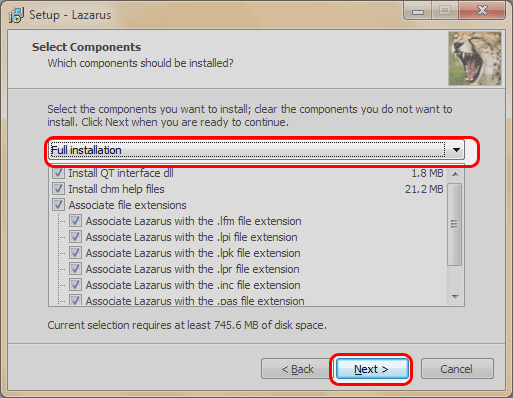 Setup - Lazarus
Select Components
Which components should be installed?
Select the components you want to install; clear the components you do not want to
install. Click Next when you are ready to continue.
Full installation
Install QT interface dll 1.8 MB
Install chm help files 21.2 MB
Associate file extensions
Associate Lazarus with the .lfm file extension
Associate Lazarus with the .lpi file extension
Associate Lazarus with the .lpk file extension
Associate Lazarus with the .lpr file extension
Associate Lazarus with the .inc file extension
Associate Lazarus with the .pas file extension
Current selection requires at least 745.6 MB of disk space.
< Back Next > Cancel